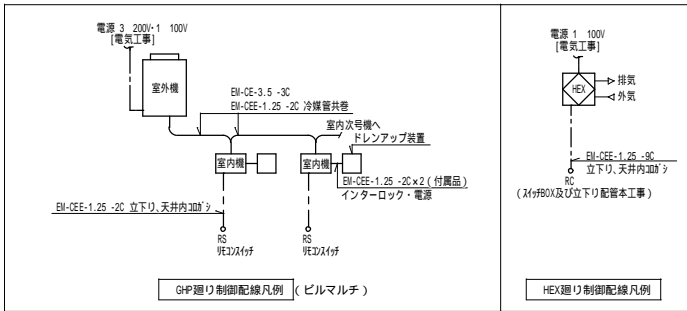 電源 3 200V･1 100V
[電気工事]
室外機
EM-CE-3.5 -3C
EM-CEE-1.25 -2C 冷媒管共巻
室内次号機へ
ドレンアップ装置
室内機
室内機
EM-CEE-1.25 -2C×2 (付属品)
インターロック・電源
EM-CEE-1.25 -2C 立下り、天井内コロガシ
RS
リモコンスイッチ
RS
リモコンスイッチ
GHP廻り制御配線凡例 (ビルマルチ)
電源 1 100V
[電気工事]
HEX
排気
外気
EM-CEE-1.25 -9C
立下り、天井内コロガシ
RC
(スイッチBOX及び立下り配管本工事)
HEX廻り制御配線凡例